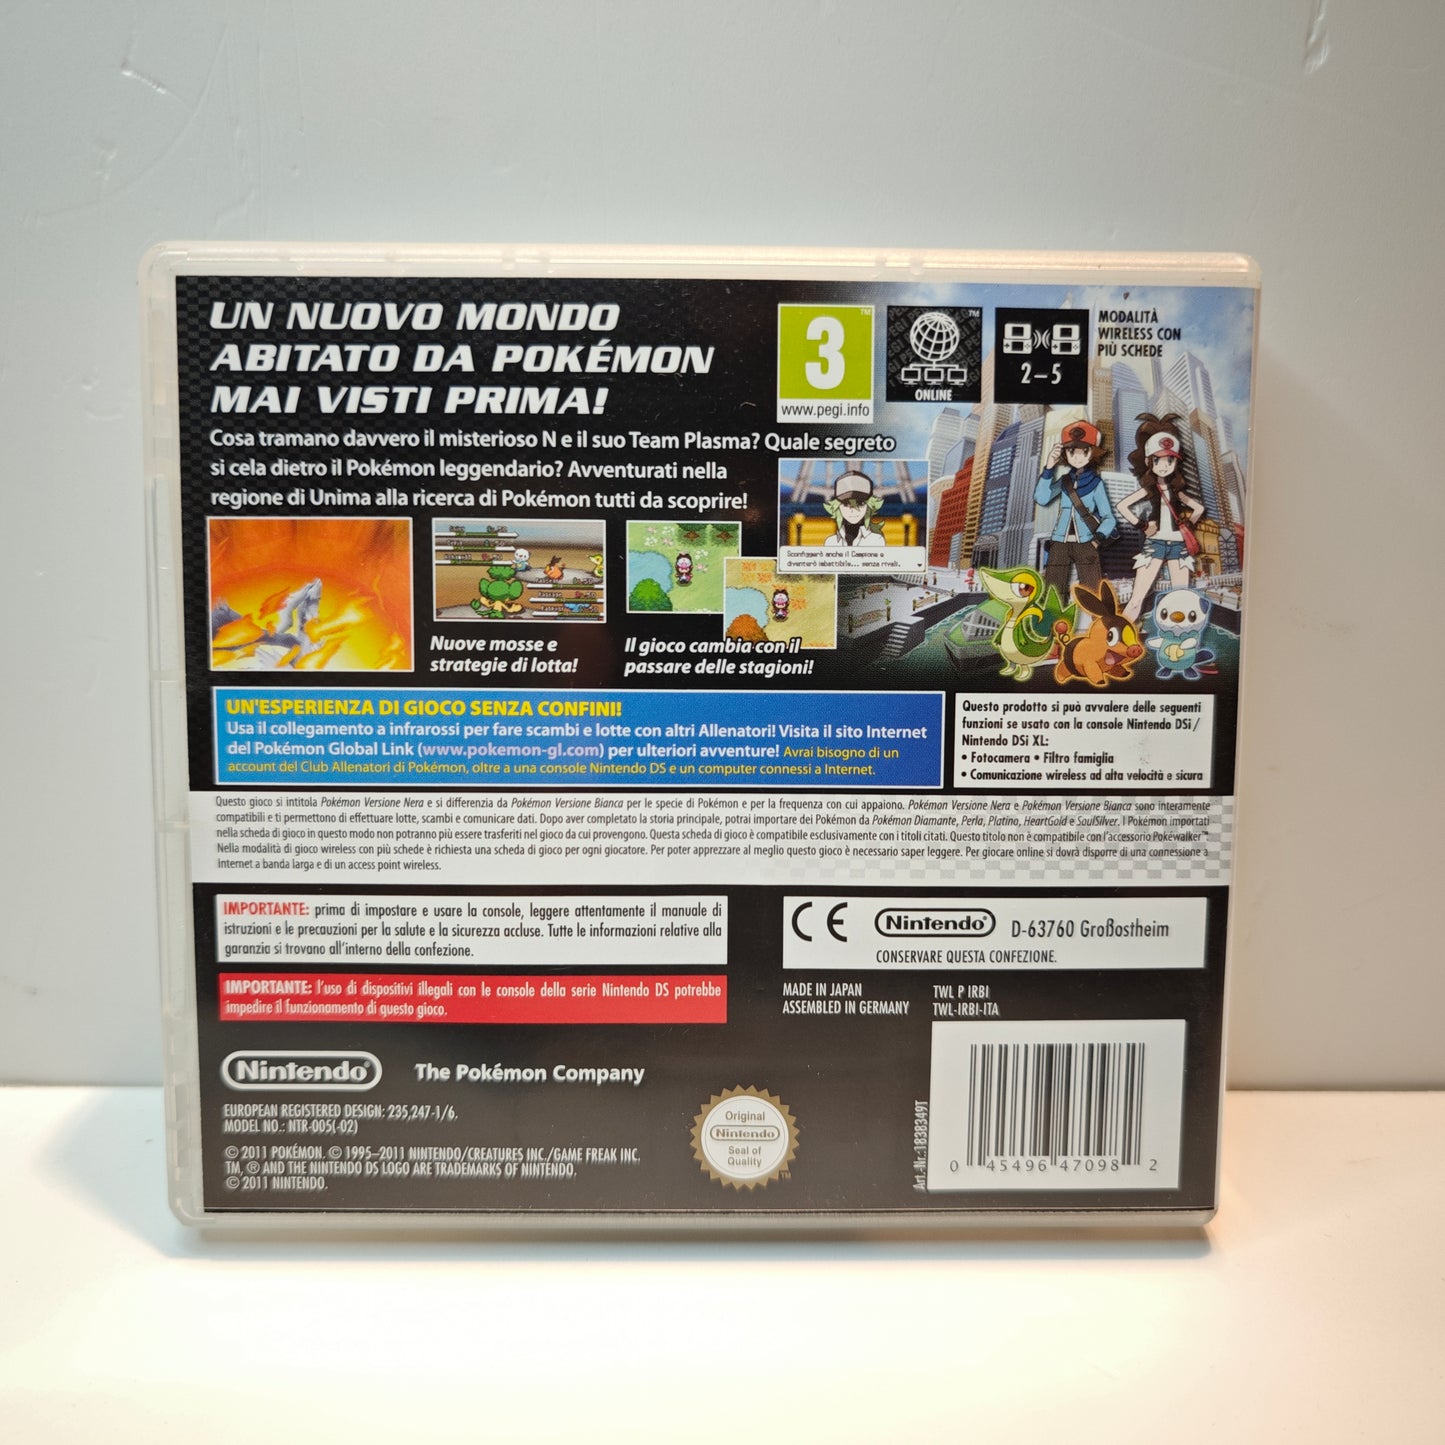 UN NUOVO MONDO
ABITATO DA POKÉMON
MAI VISTI PRIMA!
3
www.pegi.info
ONLINE
2–5
MODALITÀ
WIRELESS CON
PIÙ SCHEDE
Cosa tramano davvero il misterioso N e il suo Team Plasma? Quale segreto
si cela dietro il Pokémon leggendario? Avventurati nella
regione di Unima alla ricerca di Pokémon tutti da scoprire!
Sconfiggerò anche il Campione e
diventerò imbattibile... senza rivali.
Nuove mosse e
strategie di lotta!
Il gioco cambia con il
passare delle stagioni!
UN'ESPERIENZA DI GIOCO SENZA CONFINI!
Usa il collegamento a infrarossi per fare scambi e lotte con altri Allenatori! Visita il sito Internet
del Pokémon Global Link (www.pokemon-gl.com) per ulteriori avventure! Avrai bisogno di un
account del Club Allenatori di Pokémon, oltre a una console Nintendo DS e un computer connessi a Internet.
Questo prodotto si può avvalere delle seguenti
funzioni se usato con la console Nintendo DSi/
Nintendo DSi XL:
• Fotocamera • Filtro famiglia
• Comunicazione wireless ad alta velocità e sicura
Questo gioco si intitola Pokémon Versione Nera e si differenzia da Pokémon Versione Bianca per le specie di Pokémon e per la frequenza con cui appaiono. Pokémon Versione Nera e Pokémon Versione Bianca sono interamente
compatibili e ti permettono di effettuare lotte, scambi e comunicare dati. Dopo aver completato la storia principale, potrai importare dei Pokémon da Pokémon Diamante, Perla, Platino, HeartGold e SoulSilver. I Pokémon importati
nella scheda di gioco in questo modo non potranno più essere trasferiti nel gioco da cui provengono. Questa scheda di gioco è compatibile esclusivamente con i titoli citati. Questo titolo non è compatibile con l'accessorio Pokéwalker™.
Nella modalità di gioco wireless con più schede è richiesta una scheda di gioco per ogni giocatore. Per poter apprezzare al meglio questo gioco è necessario saper leggere. Per giocare online si dovrà disporre di una connessione a
Internet a banda larga e di un access point wireless.
IMPORTANTE: prima di impostare e usare la console, leggere attentamente il manuale di
istruzioni e le precauzioni per la salute e la sicurezza accluse. Tutte le informazioni relative alla
garanzia si trovano all'interno della confezione.
CE Nintendo® D-63760 Großostheim
CONSERVARE QUESTA CONFEZIONE.
IMPORTANTE: l'uso di dispositivi illegali con le console della serie Nintendo DS potrebbe
impedire il funzionamento di questo gioco.
MADE IN JAPAN
ASSEMBLED IN GERMANY
TWL P IRBI
TWL-IRBI-ITA
Nintendo®
The Pokémon Company
EUROPEAN REGISTERED DESIGN: 235,247-1/6.
MODEL NO.: NTR-005(-02)
© 2011 POKÉMON. © 1995–2011 NINTENDO/CREATURES INC./GAME FREAK INC.
TM, ® AND THE NINTENDO DS LOGO ARE TRADEMARKS OF NINTENDO.
© 2011 NINTENDO.
Original
Nintendo
Seal of
Quality
TM
Art.-Nr.:1838349T
0 45496 47098 2